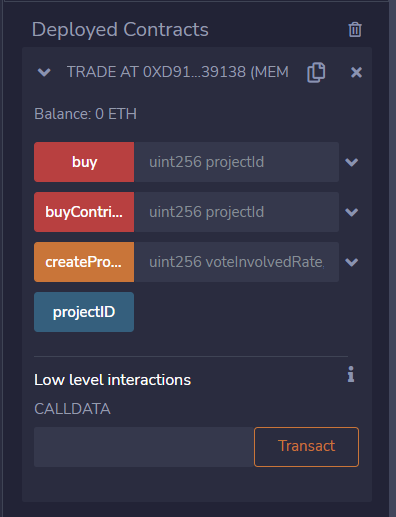 Deployed Contracts
TRADE AT 0XD91...39138 (MEM
Balance: 0 ETH
buy uint256 projectId
buyContri... uint256 projectId
createPro... uint256 voteInvolvedRate,
projectID
Low level interactions
CALLDATA
Transact